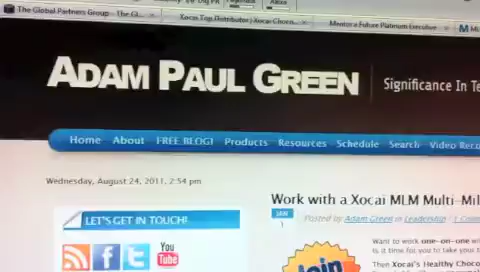 The Global Partners Group - The Gl
Xocai Top Distributor | Xocai Choco...
Mentor a Future Platinum Executive
ADAM PAUL GREEN
Significance In Te
Home About FREE BLOG! Products Resources Schedule Search Video Reco
Wednesday, August 24, 2011, 2:54 pm
Work with a Xocai MLM Multi-Mil
LET'S GET IN TOUCH!
JAN
1
Posted by Adam Green in Leadership | 1 Comm
Want to work one-on-one wi
is it time for you to take your
Then Xocai's Healthy Choco
You
Tube
Join